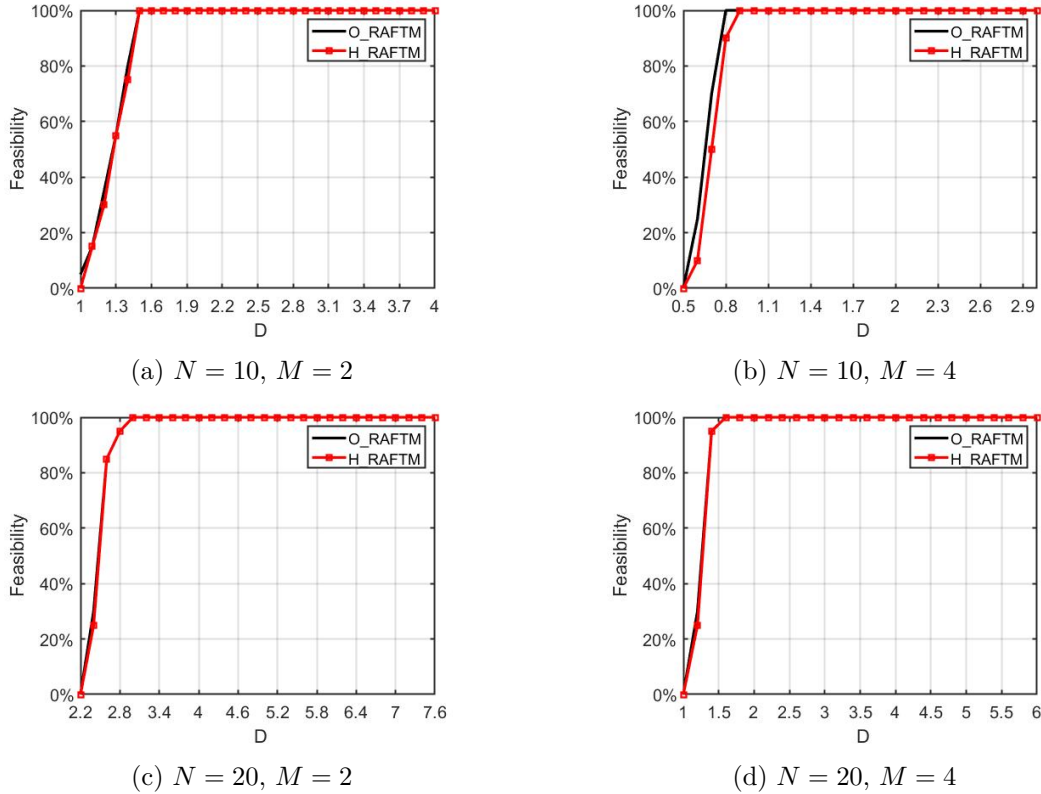 100%
80%
60%
40%
20%
0%
Feasibility
O_RAFTM
H_RAFTM
1 1.3 1.6 1.9 2.2 2.5 2.8 3.1 3.4 3.7 4
D
(a) N = 10, M = 2
100%
80%
60%
40%
20%
0%
Feasibility
O_RAFTM
H_RAFTM
0.5 0.8 1.1 1.4 1.7 2 2.3 2.6 2.9
D
(b) N = 10, M = 4
100%
80%
60%
40%
20%
0%
Feasibility
O_RAFTM
H_RAFTM
2.2 2.8 3.4 4 4.6 5.2 5.8 6.4 7 7.6
D
(c) N = 20, M = 2
100%
80%
60%
40%
20%
0%
Feasibility
O_RAFTM
H_RAFTM
1 1.5 2 2.5 3 3.5 4 4.5 5 5.5 6
D
(d) N = 20, M = 4